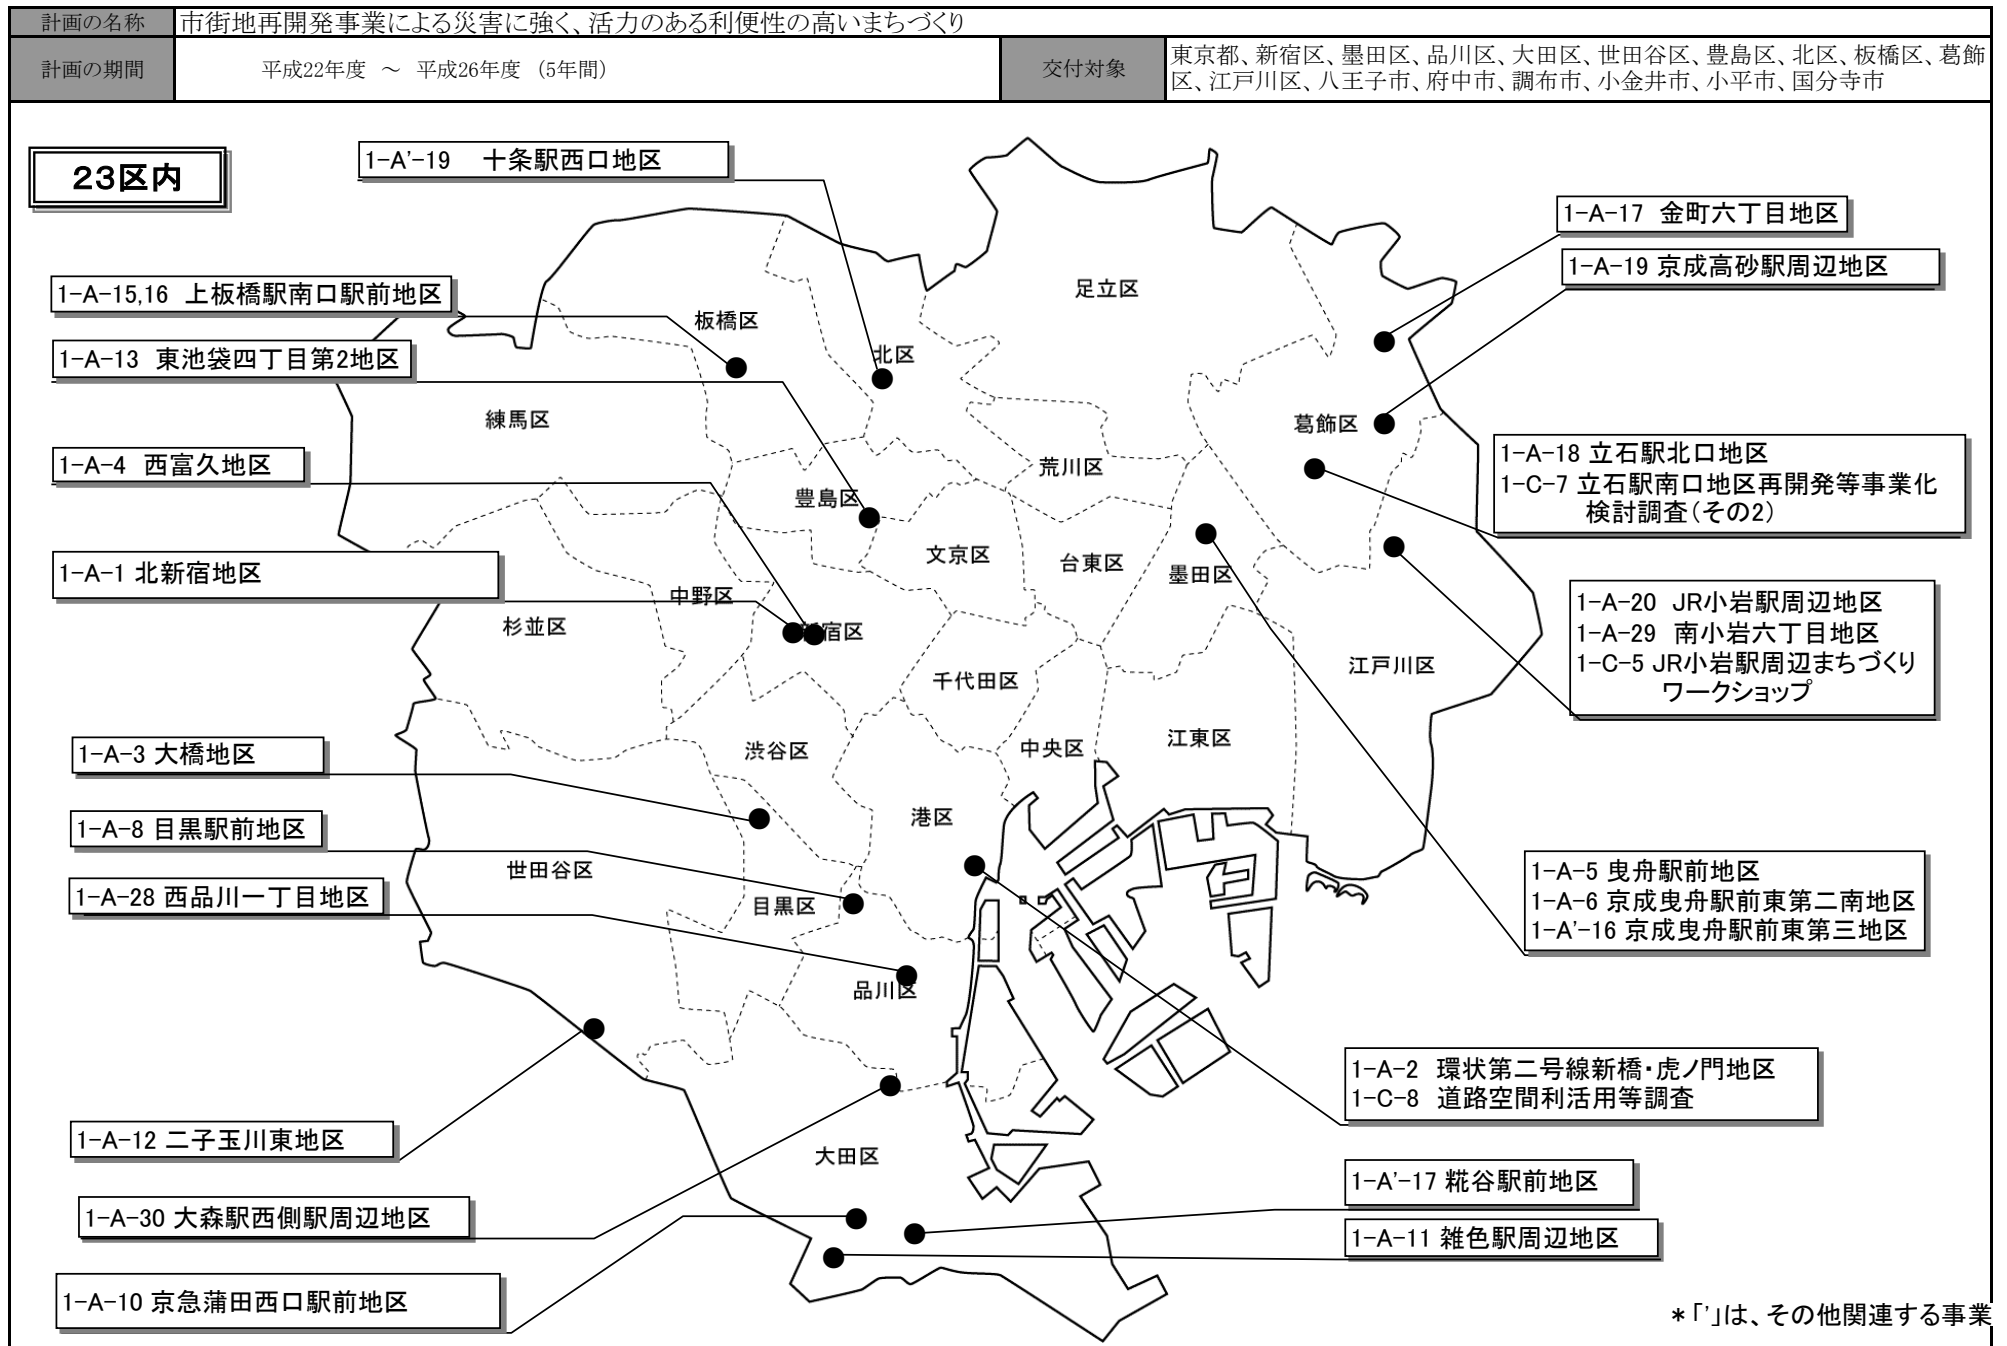 計画の名称
市街地再開発事業による災害に強く、活力のある利便性の高いまちづくり
計画の期間
平成22年度 ～ 平成26年度 （5年間）
交付対象
東京都、新宿区、墨田区、品川区、大田区、世田谷区、豊島区、北区、板橋区、葛飾
区、江戸川区、八王子市、府中市、調布市、小金井市、小平市、国分寺市
23区内
1-A'-19 十条駅西口地区
1-A-17 金町六丁目地区
1-A-19 京成高砂駅周辺地区
1-A-15,16 上板橋駅南口駅前地区
1-A-13 東池袋四丁目第2地区
1-A-4 西富久地区
1-A-1 北新宿地区
1-A-18 立石駅北口地区
1-C-7 立石駅南口地区再開発等事業化
検討調査（その2）
1-A-20 JR小岩駅周辺地区
1-A-29 南小岩六丁目地区
1-C-5 JR小岩駅周辺まちづくり
ワークショップ
1-A-3 大橋地区
1-A-8 目黒駅前地区
1-A-28 西品川一丁目地区
1-A-5 曳舟駅前地区
1-A-6 京成曳舟駅前東第二南地区
1-A'-16 京成曳舟駅前東第三地区
1-A-2 環状第二号線新橋・虎ノ門地区
1-C-8 道路空間利活用等調査
1-A-12 二子玉川東地区
1-A-30 大森駅西側駅周辺地区
1-A-10 京急蒲田西口駅前地区
1-A'-17 糀谷駅前地区
1-A-11 雑色駅周辺地区
足立区
板橋区
北区
練馬区
葛飾区
荒川区
豊島区
文京区
台東区
墨田区
中野区
杉並区
宿区
千代田区
江戸川区
渋谷区
中央区
江東区
港区
世田谷区
目黒区
品川区
大田区
＊「'」は、その他関連する事業